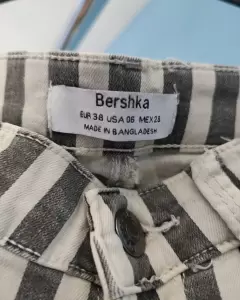 Bershka
EUR 38 USA 06 MEX 28
MADE IN BANGLADESH